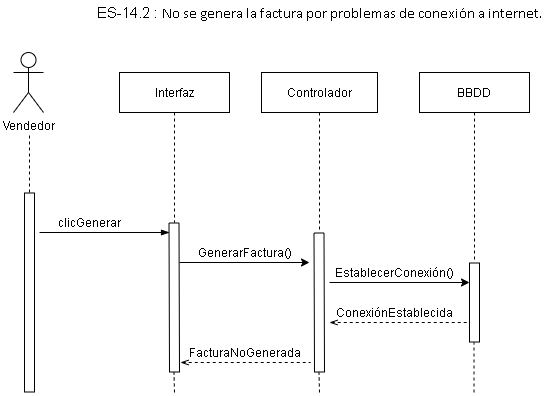 ES-14.2 : No se genera la factura por problemas de conexión a internet.
Vendedor
Interfaz
Controlador
BBDD
clicGenerar
GenerarFactura()
EstablecerConexión()
ConexiónEstablecida
FacturaNoGenerada